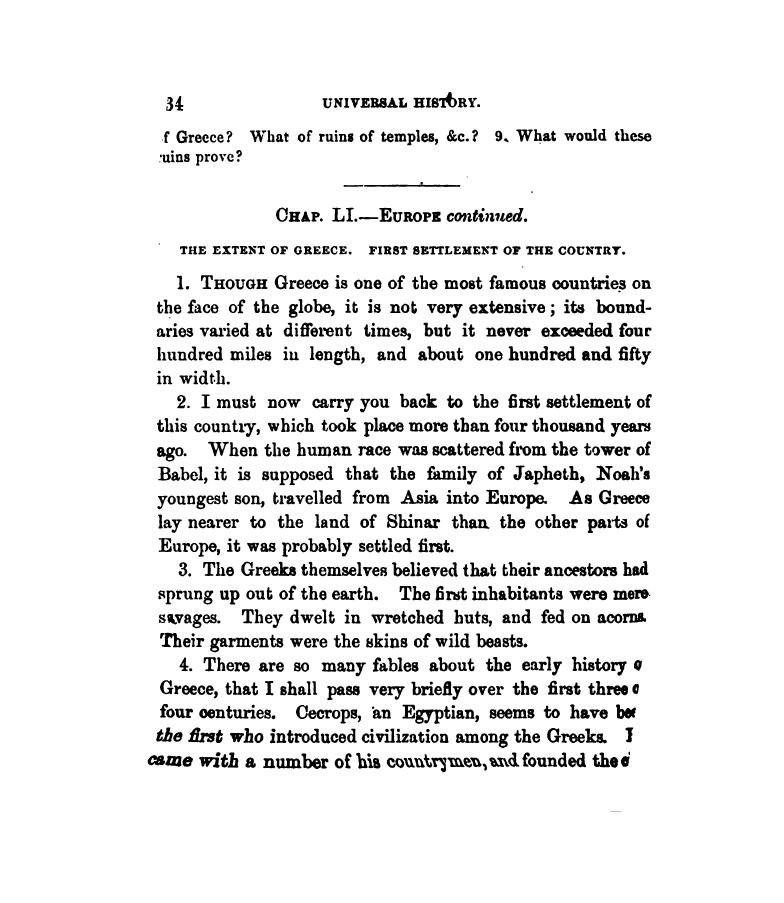 34 UNIVERSAL HISTORY.
f Greece? What of ruins of temples, &c.? 9. What would these
uins prove?
CHAP. LI.—EUROPE continued.
THE EXTENT OF GREECE. FIRST SETTLEMENT OF THE COUNTRY.
1. THOUGH Greece is one of the most famous countries on
the face of the globe, it is not very extensive; its bound-
aries varied at different times, but it never exceeded four
hundred miles in length, and about one hundred and fifty
in width.
2. I must now carry you back to the first settlement of
this country, which took place more than four thousand years
ago. When the human race was scattered from the tower of
Babel, it is supposed that the family of Japheth, Noah's
youngest son, travelled from Asia into Europe. As Greece
lay nearer to the land of Shinar than the other parts of
Europe, it was probably settled first.
3. The Greeks themselves believed that their ancestors had
sprung up out of the earth. The first inhabitants were mere
savages. They dwelt in wretched huts, and fed on acorns.
Their garments were the skins of wild beasts.
4. There are so many fables about the early history o
Greece, that I shall pass very briefly over the first three o
four centuries. Cecrops, an Egyptian, seems to have be
the first who introduced civilization among the Greeks.
came with a number of his countrymen, and founded the